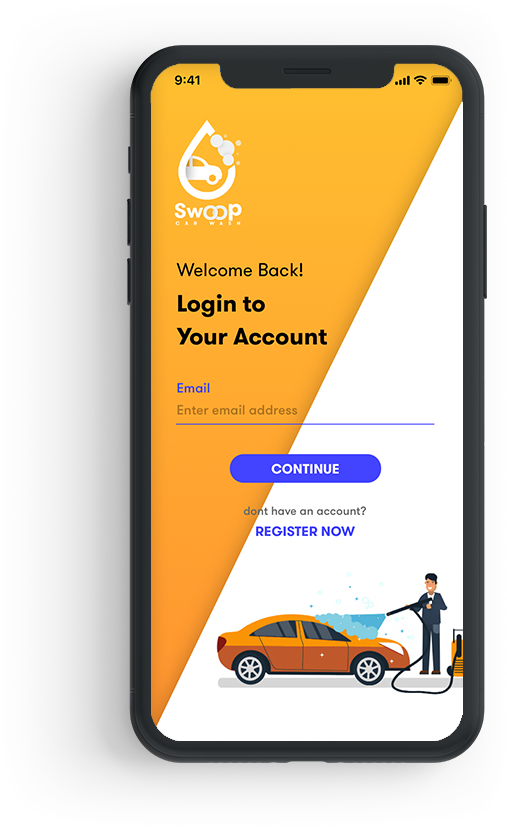 9:41
Swoop
CAR WASH
Welcome Back!
Login to
Your Account
Email
Enter email address
CONTINUE
dont have an account?
REGISTER NOW